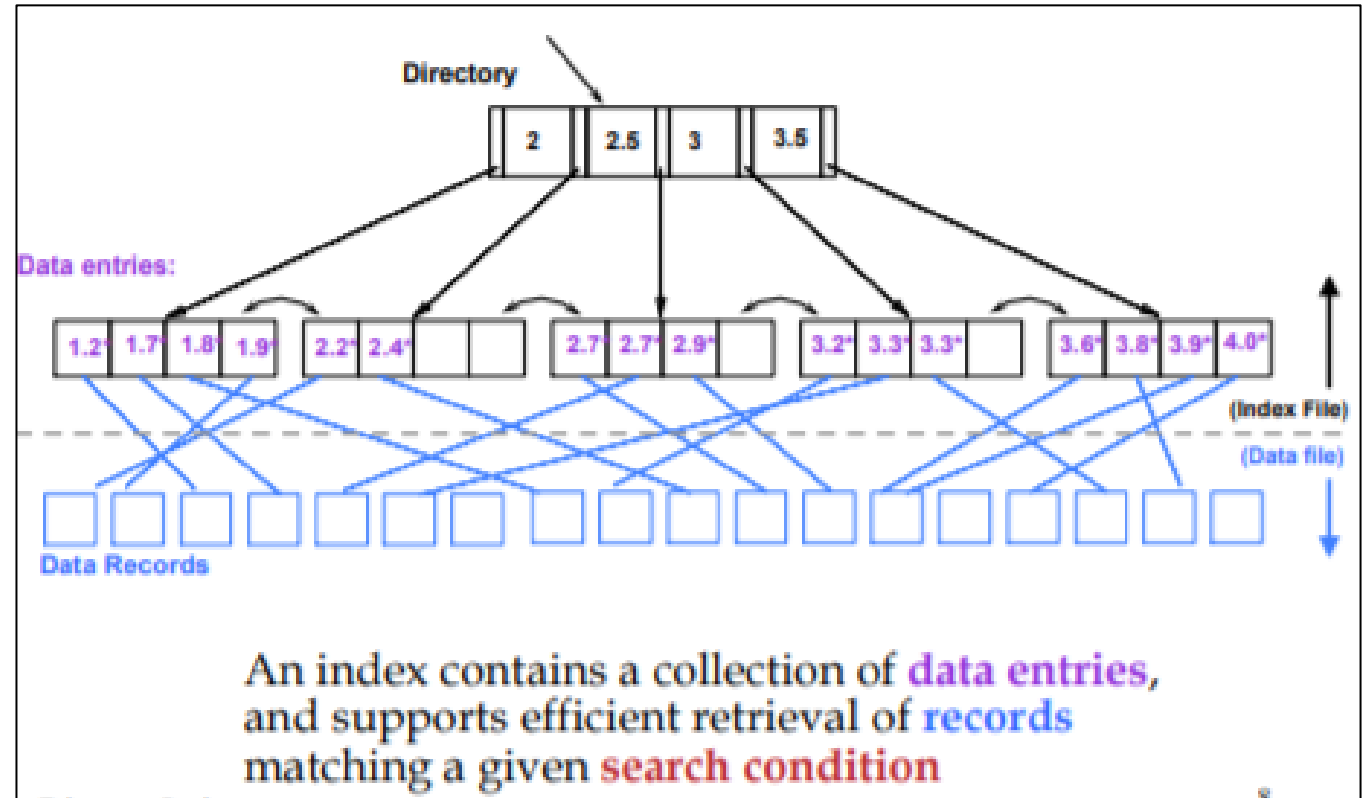 Directory
2 2.5 3 3.5
Data entries:
1.2* 1.7* 1.8* 1.9* 2.2* 2.4* 2.7* 2.7* 2.9* 3.2* 3.3* 3.3* 3.6* 3.8* 3.9* 4.0*
(Index File)
(Data file)
Data Records
An index contains a collection of data entries,
and supports efficient retrieval of records
matching a given search condition